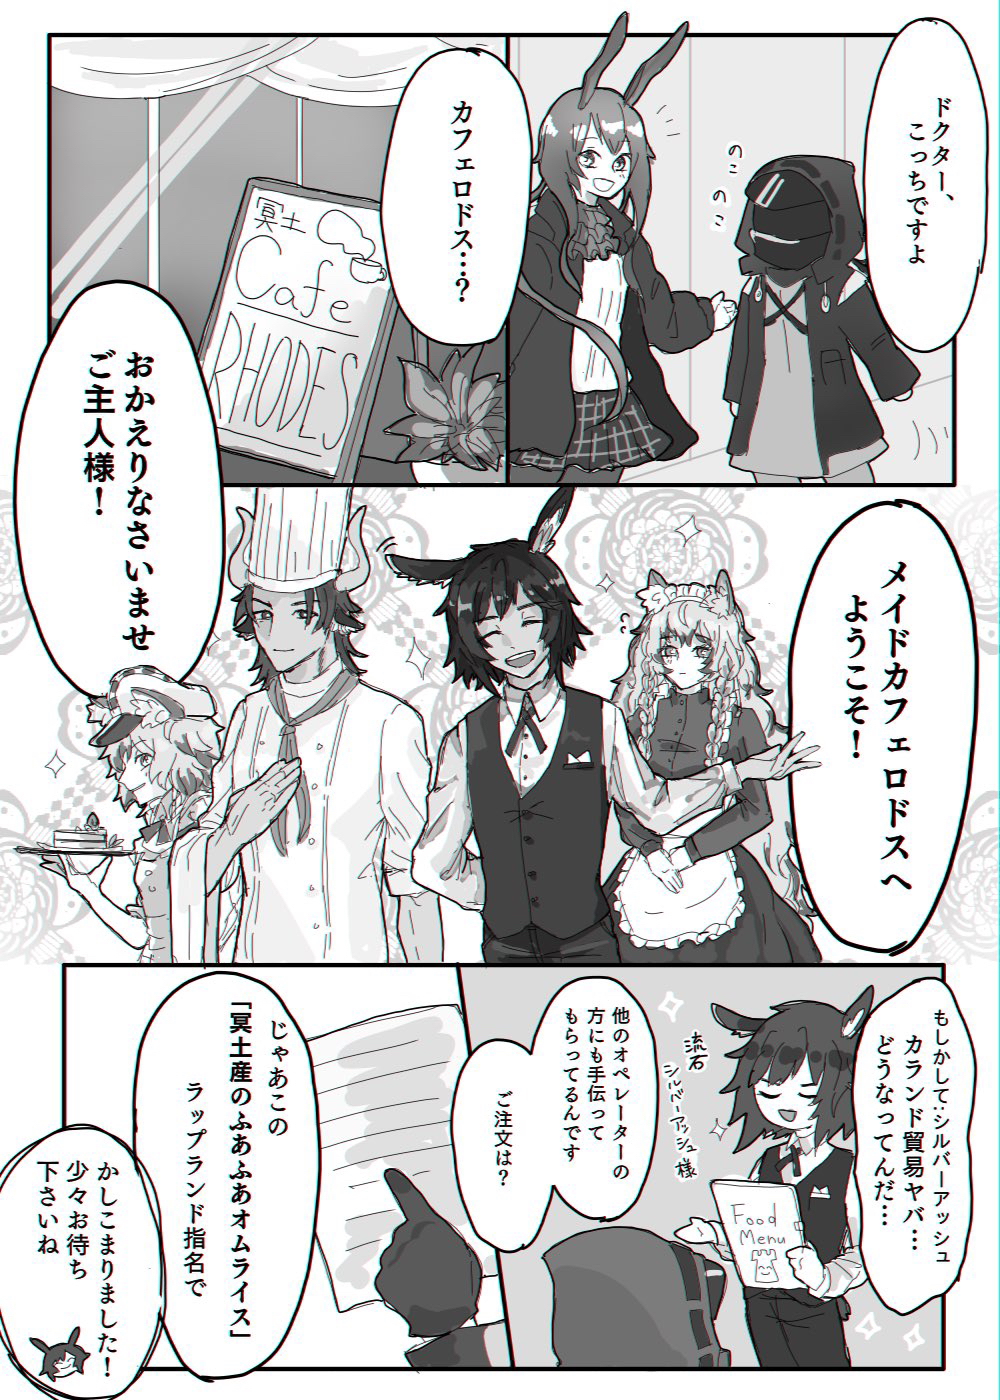 ドクター、
こっちですよ
のこ
のこ
カフェロドス…?
冥土
Cafe
RHODES
メイドカフェロドスへ
ようこそ!
おかえりなさいませ
ご主人様!
もしかして:シルバーアッシュ
カランド貿易ヤバ…
どうなってんだ…
流石
シルバーアッシュ様
Food
Menu
他のオペレーターの
方にも手伝って
もらってるんです
ご注文は?
じゃあこの
「冥土産のふあふあオムライス」
ラップランド指名で
かしこまりました!
少々お待ち
下さいね